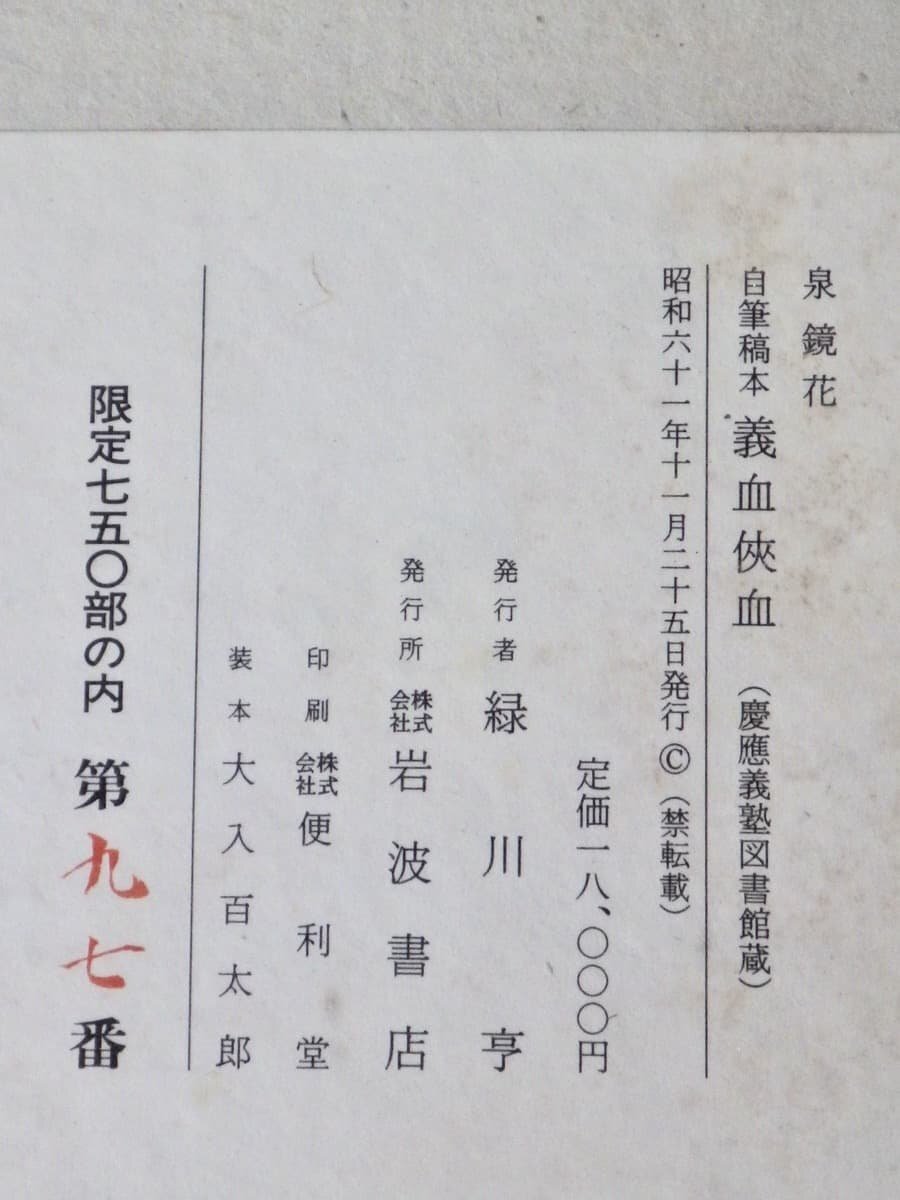 泉鏡花
自筆稿本 義血俠血 (慶應義塾図書館蔵)
昭和六十一年十一月二十五日発行 © (禁転載)
定価一八、〇〇〇円
発行者 緑川亨
発行所 株式会社 岩波書店
印刷 株式会社 便利堂
装本 大入百太郎
限定七五〇部の内 第九七番